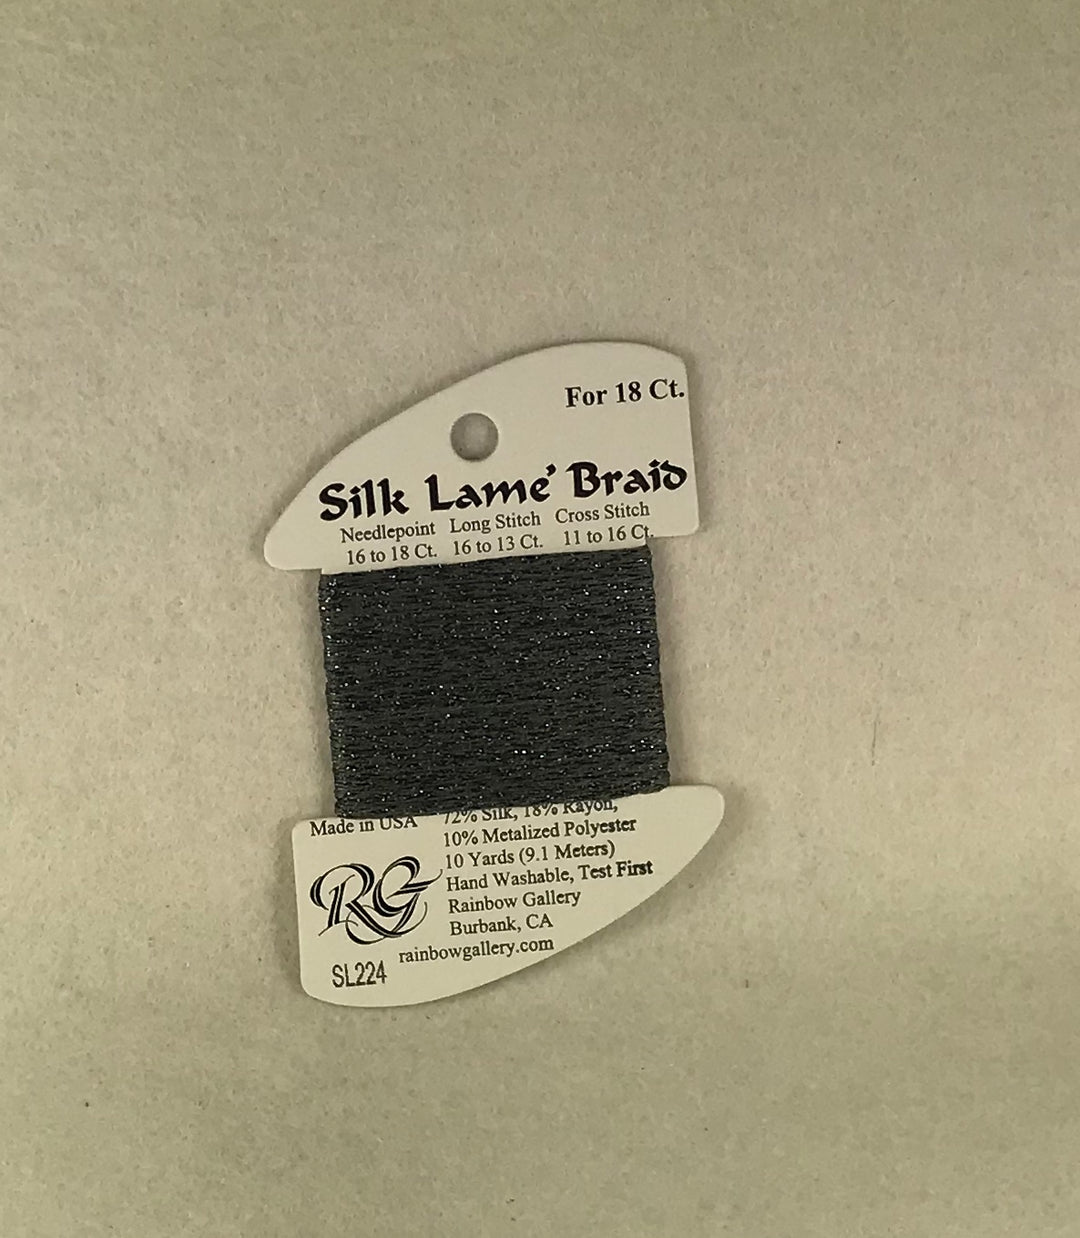 For 18 Ct.
Silk Lame' Braid
Needlepoint Long Stitch Cross Stitch
16 to 18 Ct. 16 to 13 Ct. 11 to 16 Ct.
Made in USA
72% Silk, 18% Rayon,
10% Metalized Polyester
10 Yards (9.1 Meters)
Hand Washable, Test First
Rainbow Gallery
Burbank, CA
rainbowgallery.com
RG
SL224